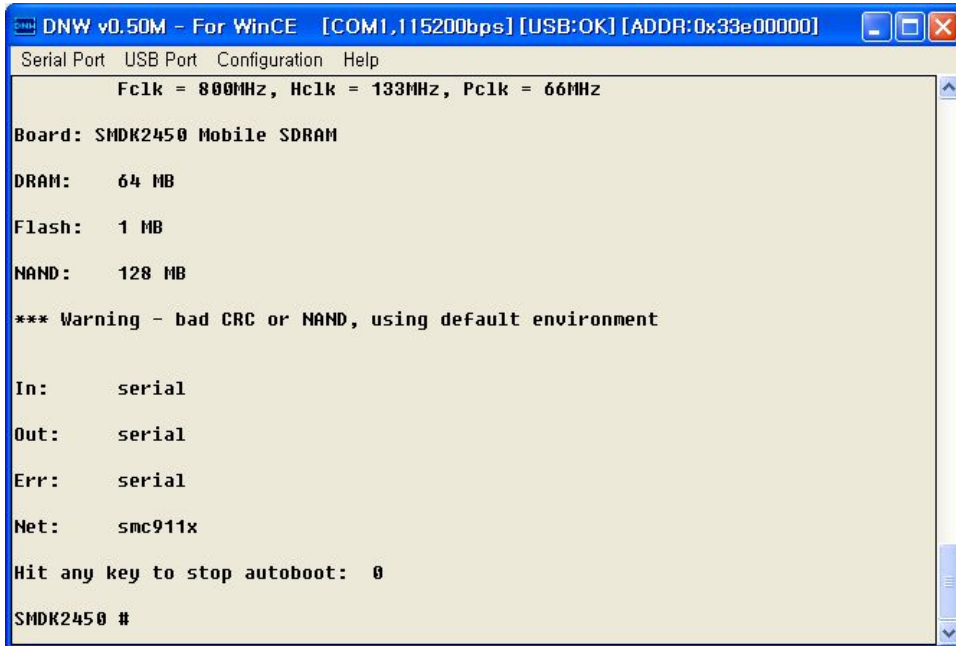 DNW v0.50M - For WinCE [COM1,115200bps][USB:OK][ADDR:0x33e00000]
Serial Port USB Port Configuration Help
Fclk = 800MHz, Hclk = 133MHz, Pclk = 66MHz
Board: SMDK2450 Mobile SDRAM
DRAM: 64 MB
Flash: 1 MB
NAND: 128 MB
*** Warning - bad CRC or NAND, using default environment
In: serial
Out: serial
Err: serial
Net: smc911x
Hit any key to stop autoboot: 0
SMDK2450 #